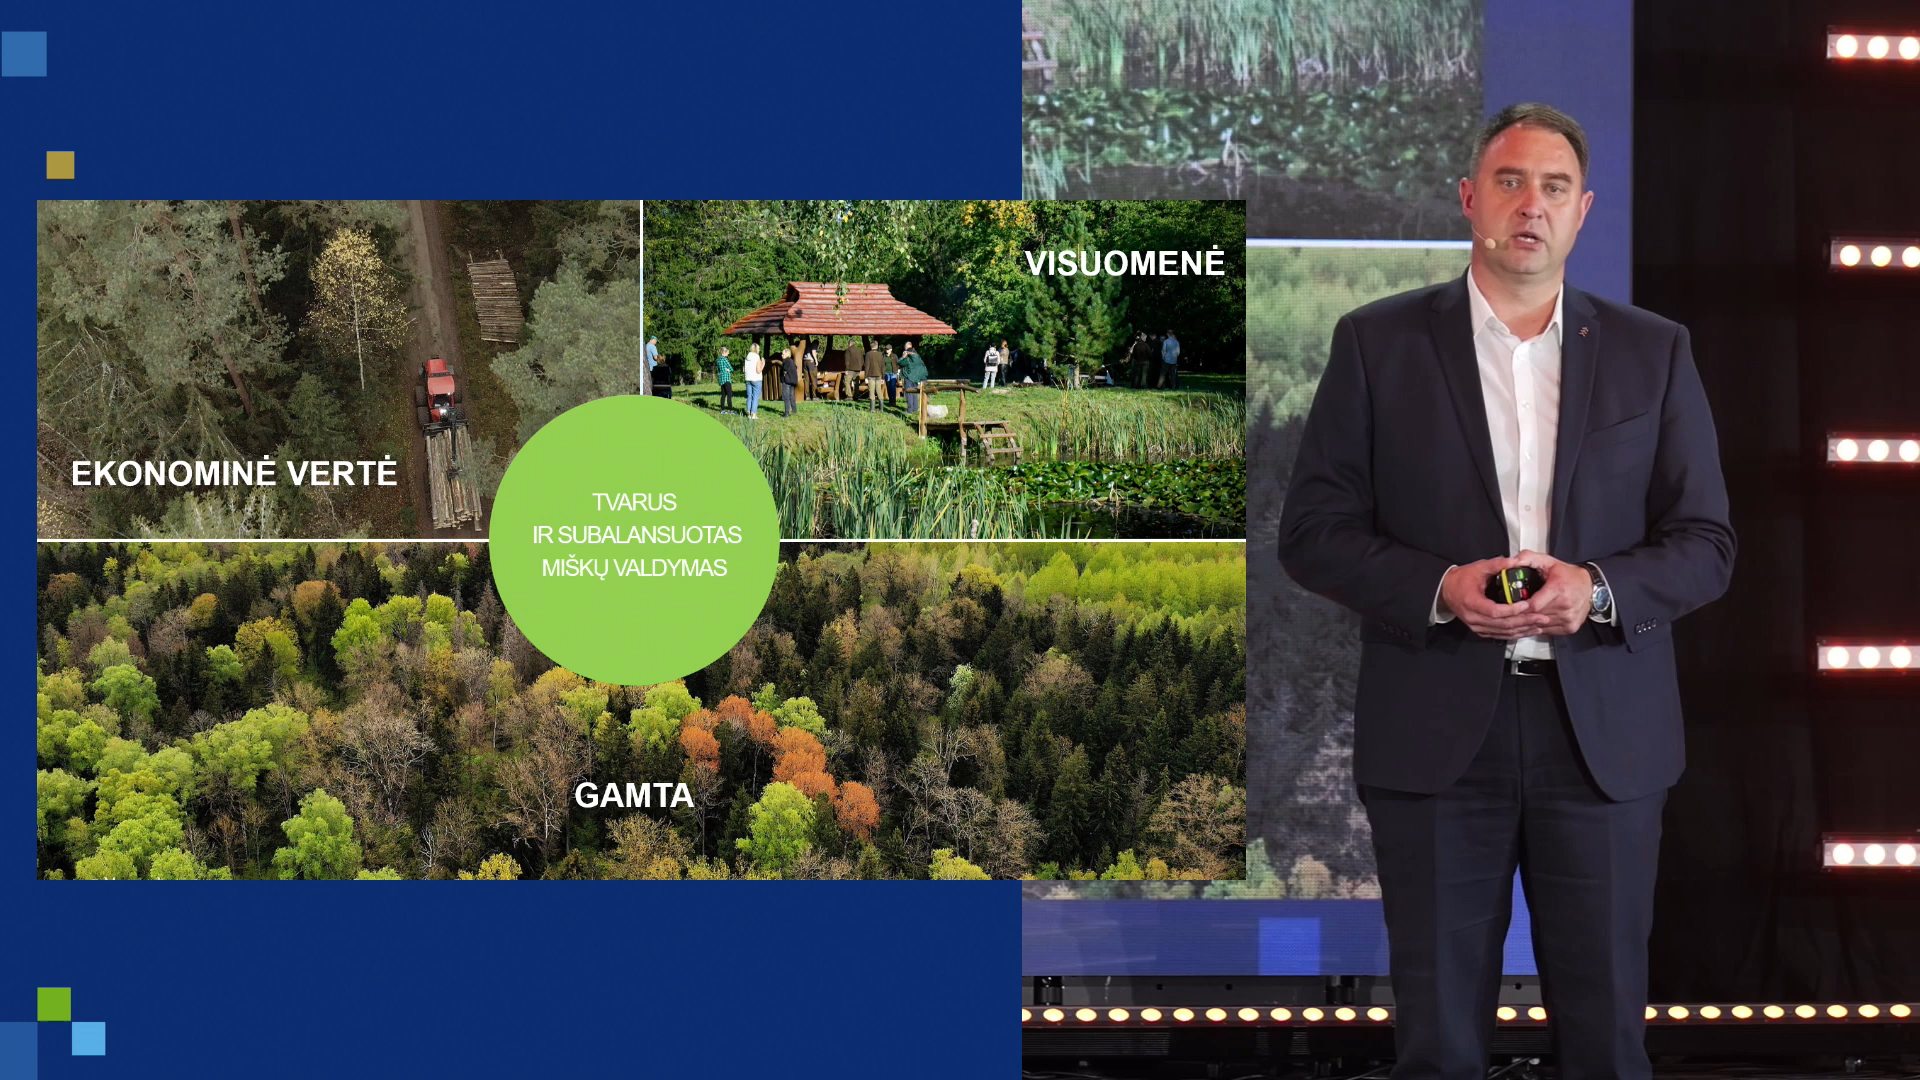 VISUOMENĖ
EKONOMINĖ VERTĖ
TVARUS
IR SUBALANSUOTAS
MIŠKŲ VALDYMAS
GAMTA